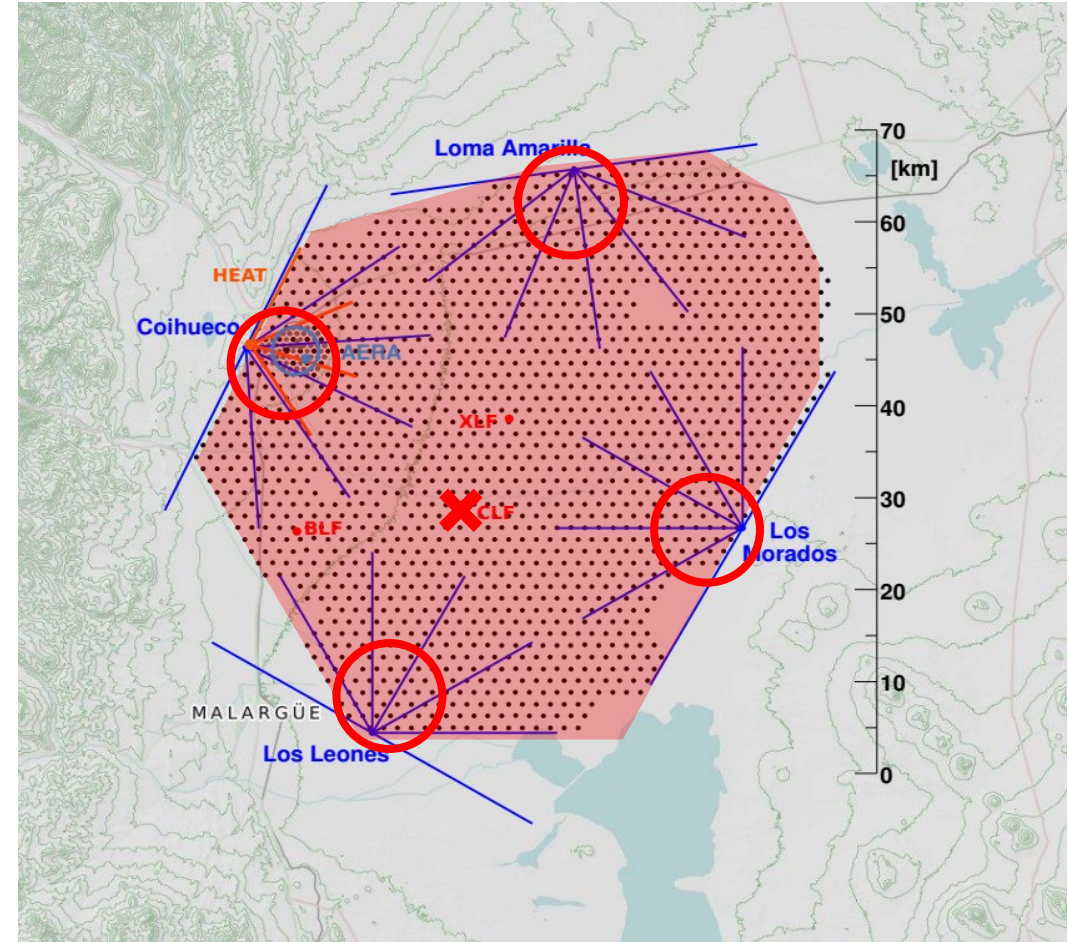 70
Loma Amarilla
[km]
60
HEAT
50
Coihueco
AERA
40
XLF
30
CLF
BLF
Los
Morados
20
10
MALARGÜE
Los Leones
0